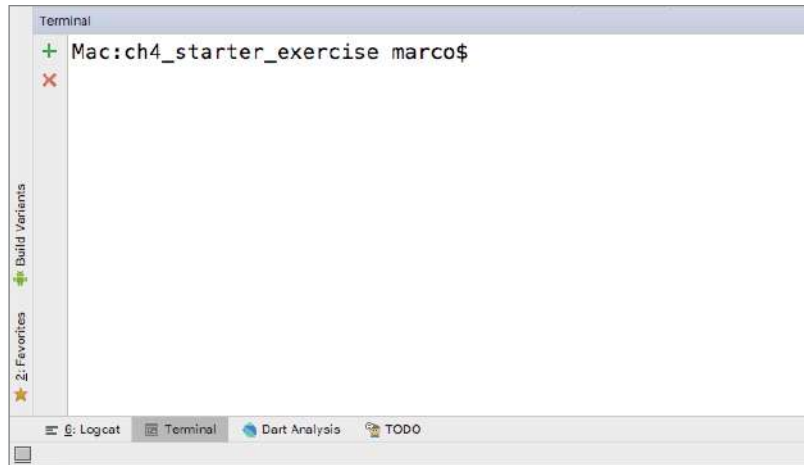 Terminal
Mac:ch4_starter_exercise marco$
Build Variants
2: Favorites
6: Logcat
Terminal
Dart Analysis
TODO